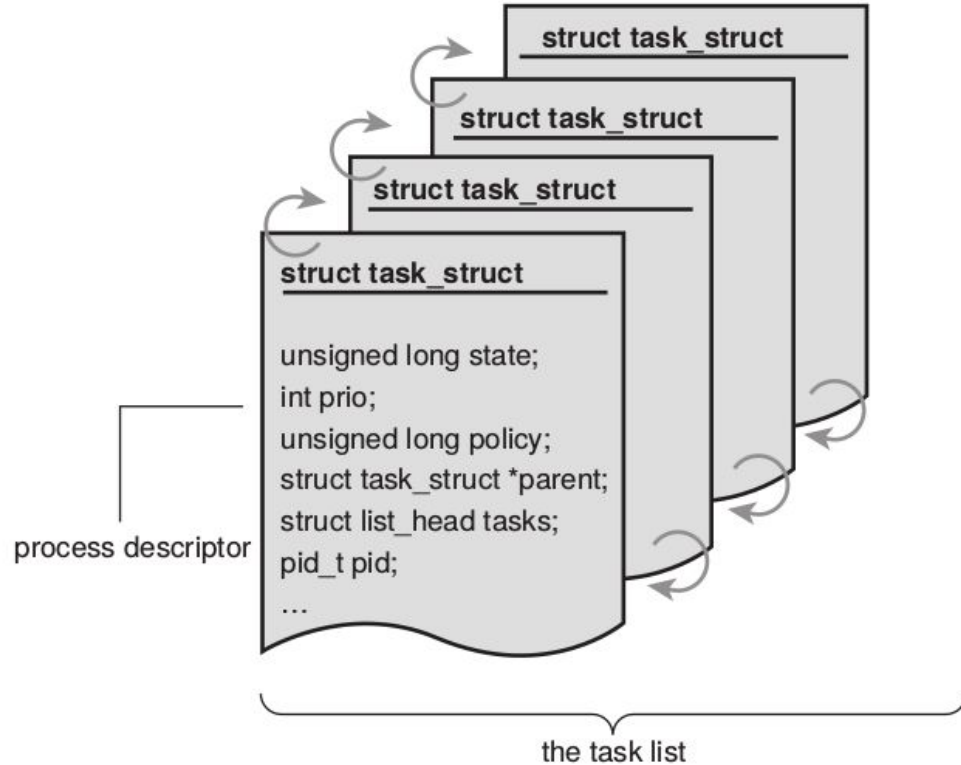 struct task_struct
struct task_struct
struct task_struct
struct task_struct
unsigned long state;
int prio;
unsigned long policy;
struct task_struct *parent;
struct list_head tasks;
pid_t pid;
...
process descriptor
the task list